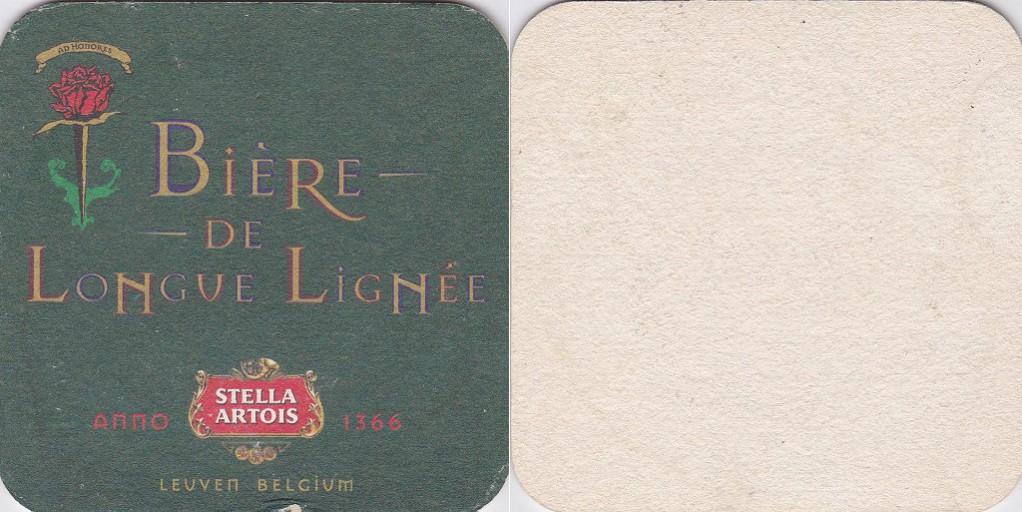 AD HONORES
BIÈRE
DE
LONGUE LIGNÉE
STELLA
ARTOIS
ANNO 1366
LEUVEN BELGIUM